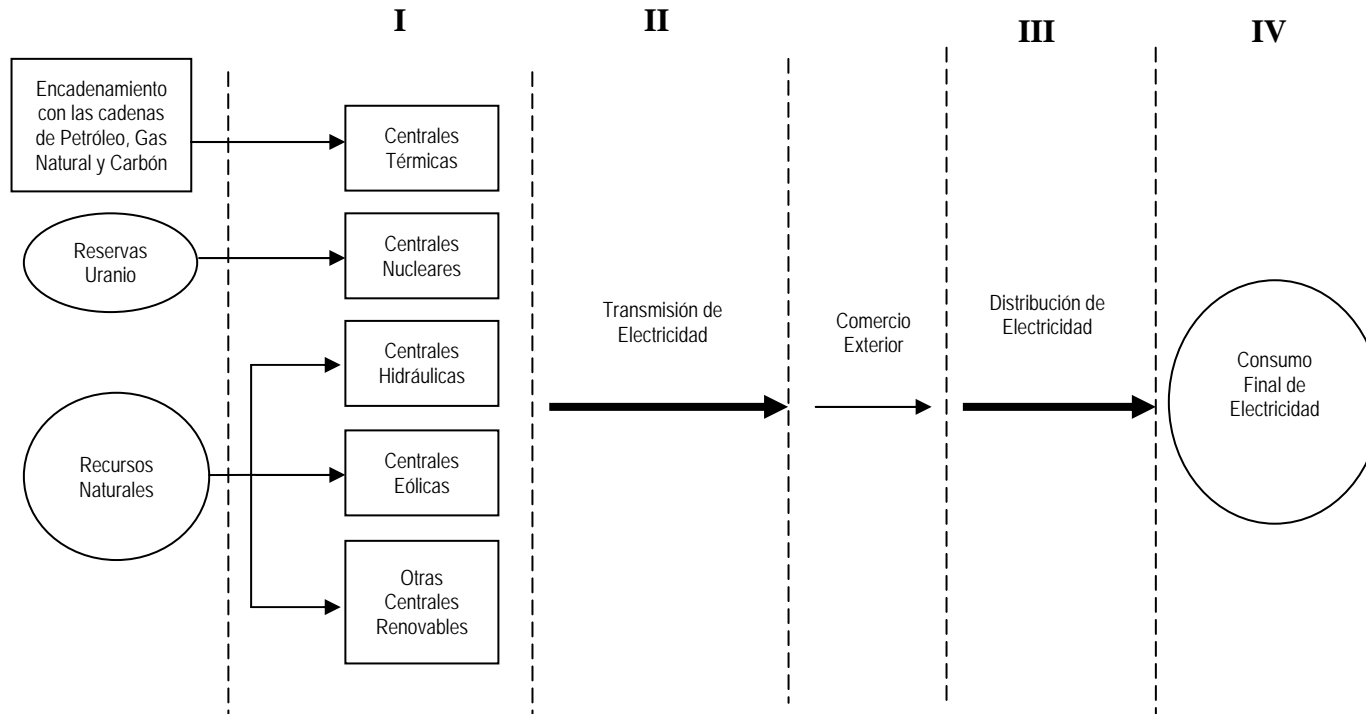 I
II
III
IV
Encadenamiento
con las cadenas
de Petróleo, Gas
Natural y Carbón
Centrales
Térmicas
Reservas
Uranio
Centrales
Nucleares
Recursos
Naturales
Centrales
Hidráulicas
Centrales
Eólicas
Otras
Centrales
Renovables
Transmisión de
Electricidad
Comercio
Exterior
Distribución de
Electricidad
Consumo
Final de
Electricidad